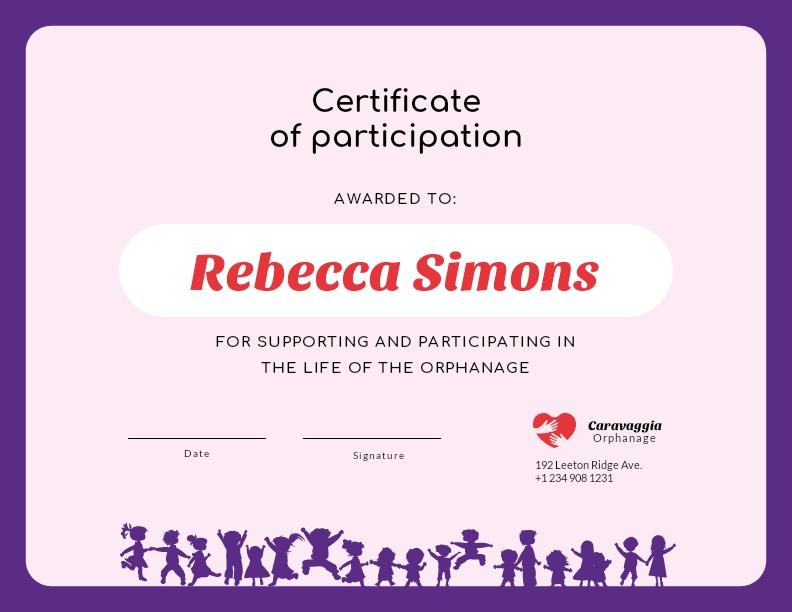 Certificate
of participation
AWARDED TO:
Rebecca Simons
FOR SUPPORTING AND PARTICIPATING IN
THE LIFE OF THE ORPHANAGE
Date
Signature
Caravaggia
Orphanage
192 Leeton Ridge Ave.
+1 234 908 1231